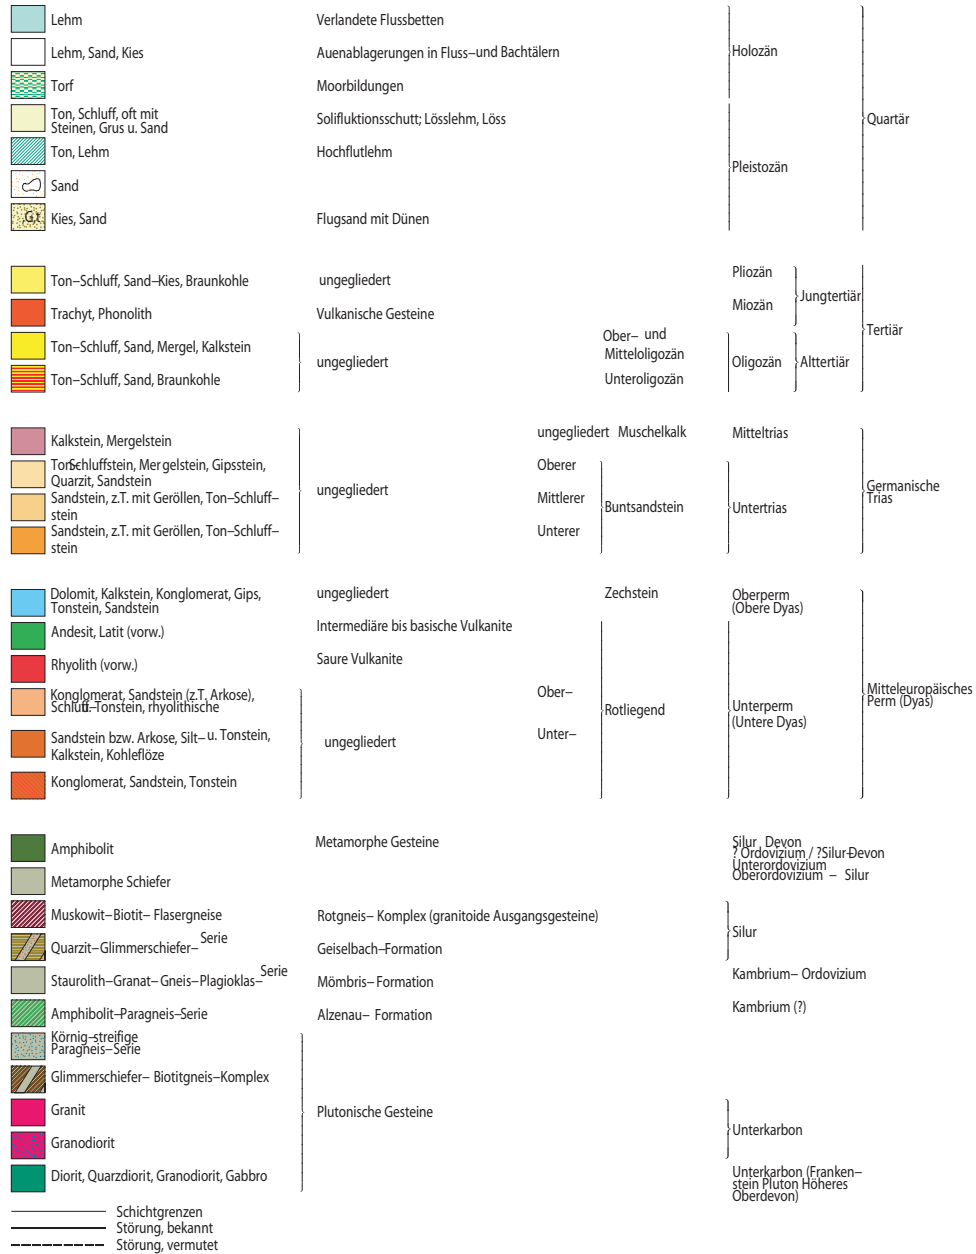 Lehm Verlandete Flussbetten
Lehm, Sand, Kies Auenablagerungen in Fluss–und Bachtälern Holozän
Torf Moorbildungen
Ton, Schluff, oft mit
Steinen, Grus u. Sand Solifluktionsschutt; Lösslehm, Löss Quartär
Ton, Lehm Hochflutlehm
Pleistozän
Sand
G,t Kies, Sand Flugsand mit Dünen
Ton–Schluff, Sand–Kies, Braunkohle ungegliedert Pliozän
Jungtertiär
Trachyt, Phonolith Vulkanische Gesteine Miozän
Tertiär
Ton–Schluff, Sand, Mergel, Kalkstein Ober– und
Mitteloligozän
ungegliedert Oligozän Alttertiär
Ton–Schluff, Sand, Braunkohle Unteroligozän
Kalkstein, Mergelstein ungegliedert Muschelkalk Mitteltrias
Ton–Schluffstein, Mergelstein, Gipsstein,
Quarzit, Sandstein Oberer
ungegliedert Germanische
Trias
Sandstein, z.T. mit Geröllen, Ton–Schluff–
stein Mittlerer Buntsandstein Untertrias
Sandstein, z.T. mit Geröllen, Ton–Schluff–
stein Unterer
Dolomit, Kalkstein, Konglomerat, Gips,
Tonstein, Sandstein ungegliedert Zechstein Oberperm
(Obere Dyas)
Andesit, Latit (vorw.) Intermediäre bis basische Vulkanite
Rhyolith (vorw.) Saure Vulkanite
Konglomerat, Sandstein (z.T. Arkose),
Schluff–Tonstein, rhyolithische Ober– Mitteleuropäisches
Perm (Dyas)
Rotliegend Unterperm
(Untere Dyas)
Sandstein bzw. Arkose, Silt– u. Tonstein,
Kalkstein, Kohleflöze ungegliedert Unter–
Konglomerat, Sandstein, Tonstein
Amphibolit Metamorphe Gesteine Silur Devon
? Ordovizium / ?Silur–Devon
Unterordovizium
Oberordovizium – Silur
Metamorphe Schiefer
Muskowit–Biotit– Flasergneise Rotgneis– Komplex (granitoide Ausgangsgesteine)
Silur
Quarzit–Glimmerschiefer– Serie Geiselbach–Formation
Staurolith–Granat– Gneis–Plagioklas– Serie Mömbris– Formation Kambrium– Ordovizium
Amphibolit–Paragneis–Serie Alzenau– Formation Kambrium (?)
Körnig–streifige
Paragneis–Serie
Glimmerschiefer– Biotitgneis–Komplex
Granit Plutonische Gesteine
Unterkarbon
Granodiorit
Diorit, Quarzdiorit, Granodiorit, Gabbro Unterkarbon (Franken–
stein Pluton Höheres
Oberdevon)
Schichtgrenzen
Störung, bekannt
Störung, vermutet